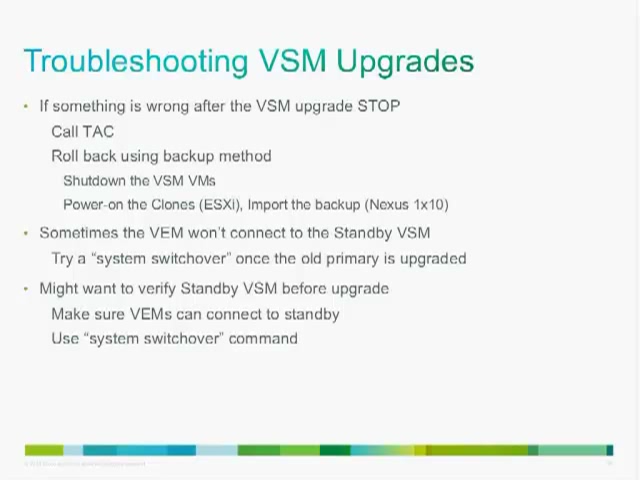 Troubleshooting VSM Upgrades
• If something is wrong after the VSM upgrade STOP
Call TAC
Roll back using backup method
Shutdown the VSM VMs
Power-on the Clones (ESXi), Import the backup (Nexus 1x10)
• Sometimes the VEM won't connect to the Standby VSM
Try a “system switchover” once the old primary is upgraded
• Might want to verify Standby VSM before upgrade
Make sure VEMs can connect to standby
Use “system switchover” command